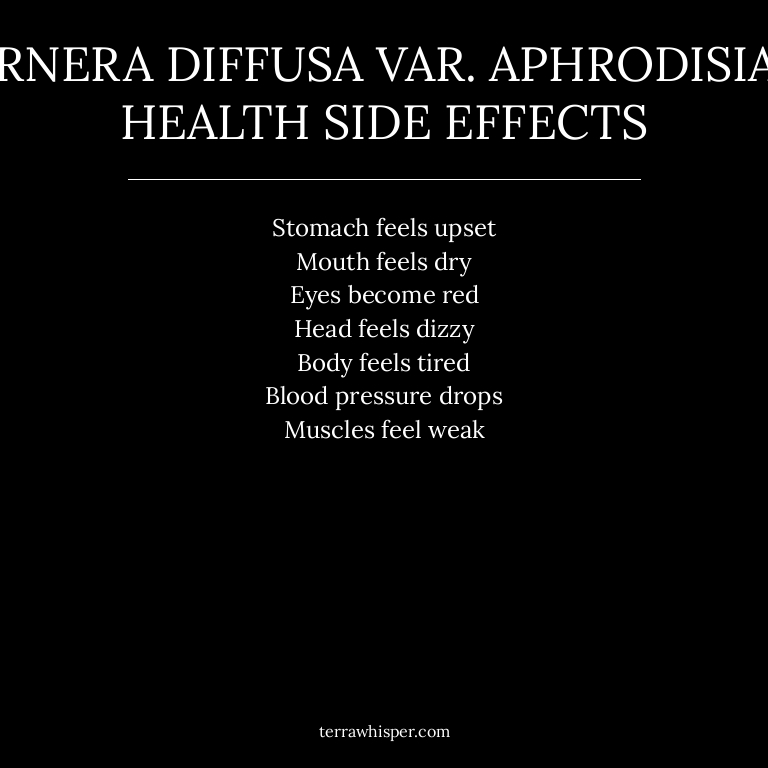 RNERA DIFFUSA VAR. APHRODISIA
HEALTH SIDE EFFECTS
Stomach feels upset
Mouth feels dry
Eyes become red
Head feels dizzy
Body feels tired
Blood pressure drops
Muscles feel weak
terrawhisper.com